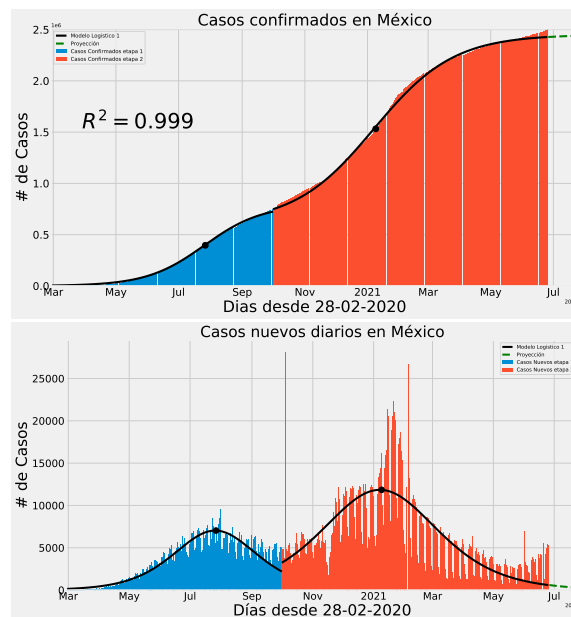 Casos confirmados en México
1e6
2.5
2.0
1.5
1.0
0.5
0.0
# de Casos
Modelo Logístico 1
Proyección
Casos Confirmados etapa 1
Casos Confirmados etapa 2
R² = 0.999
Mar May Jul Sep Nov 2021 Mar May Jul
20
Dias desde 28-02-2020
Casos nuevos diarios en México
25000
20000
15000
10000
5000
0
# de Casos
Modelo Logístico 1
Proyección
Casos Nuevos etapa
Casos Nuevos etapa
Mar May Jul Sep Nov 2021 Mar May Jul
20
Días desde 28-02-2020